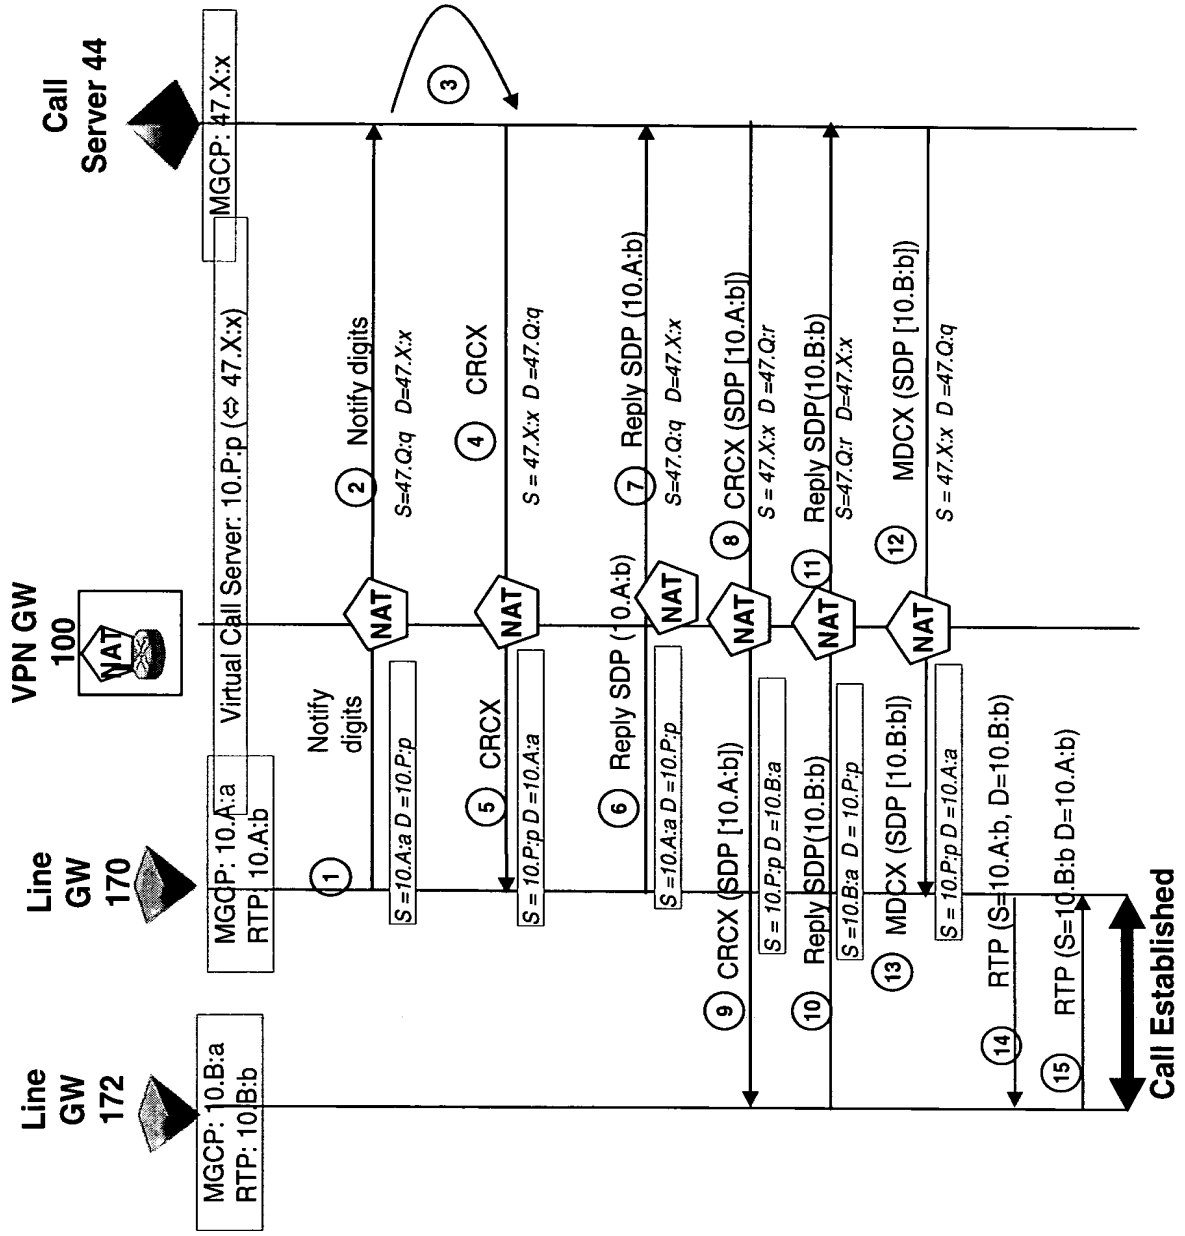 Line
GW
172
Line
GW
170
VPN GW
100
NAT
Call
Server 44
MGCP: 10.B:a
RTP: 10.B:b
MGCP: 10.A:a
RTP: 10.A:b
Virtual Call Server: 10.P:p (⇔ 47.X:x)
MGCP: 47.X:x
1
Notify
digits
S =10.A:a D =10.P:p
NAT
2
Notify digits
S=47.Q:q D=47.X:x
3
4
CRCX
S = 47.X:x D =47.Q:q
NAT
5
CRCX
S = 10.P:p D =10.A:a
6
Reply SDP (10.A:b)
S =10.A:a D =10.P:p
NAT
7
Reply SDP (10.A:b)
S=47.Q:q D=47.X:x
8
CRCX (SDP [10.A:b])
S = 47.X:x D =47.Q:r
NAT
9
CRCX (SDP [10.A:b])
S = 10.P:p D =10.B:a
10
Reply SDP(10.B:b)
S =10.B:a D = 10.P:p
NAT
11
Reply SDP(10.B:b)
S=47.Q:r D=47.X:x
12
MDCX (SDP [10.B:b])
S = 47.X:x D =47.Q:q
NAT
13
MDCX (SDP [10.B:b])
S = 10.P:p D =10.A:a
14
RTP (S=10.A:b, D=10.B:b)
15
RTP (S=10.B:b D=10.A:b)
Call Established